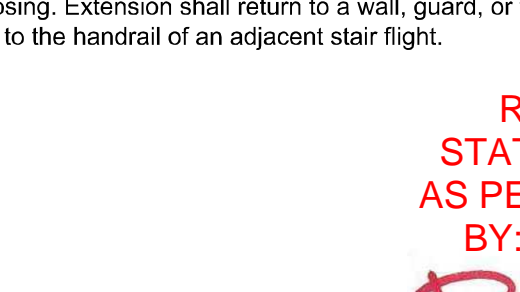 Extension shall return to a wall, guard, or
to the handrail of an adjacent stair flight.
R
STAT
AS PE
BY: